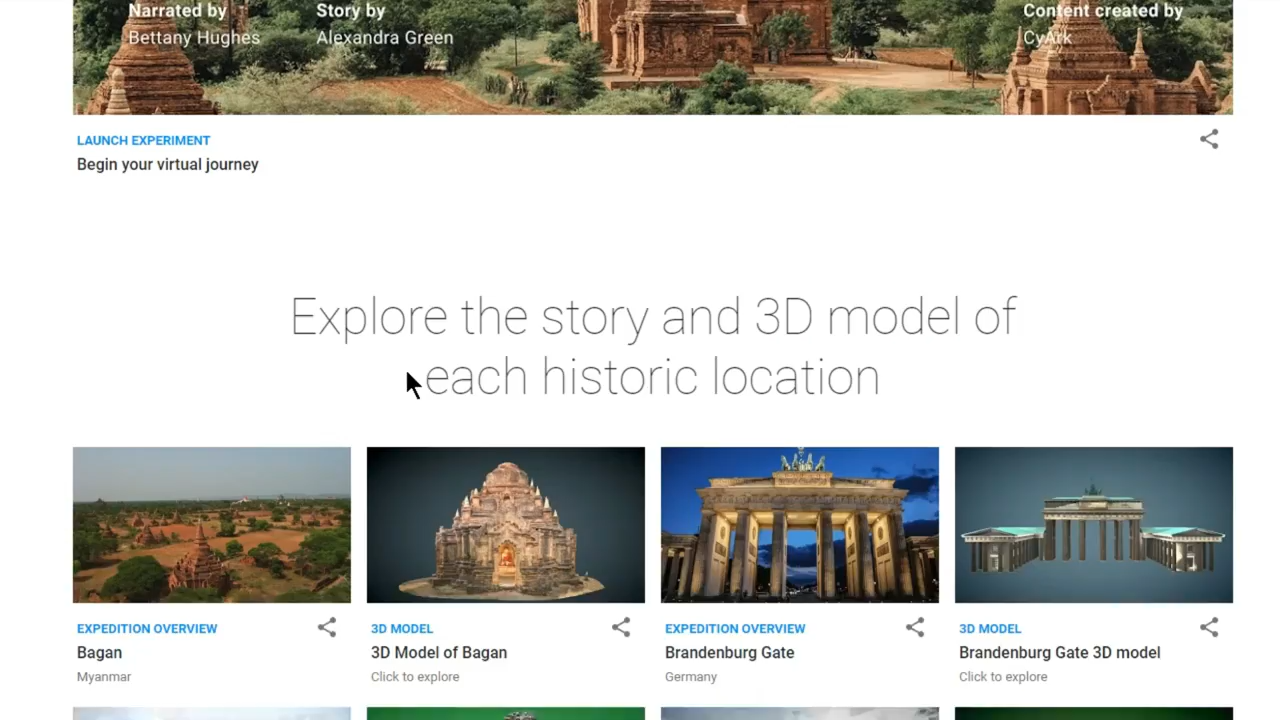 Narrated by
Bettany Hughes
Story by
Alexandra Green
Content created by
CyArk
LAUNCH EXPERIMENT
Begin your virtual journey
Explore the story and 3D model of
each historic location
EXPEDITION OVERVIEW
Bagan
Myanmar
3D MODEL
3D Model of Bagan
Click to explore
EXPEDITION OVERVIEW
Brandenburg Gate
Germany
3D MODEL
Brandenburg Gate 3D model
Click to explore